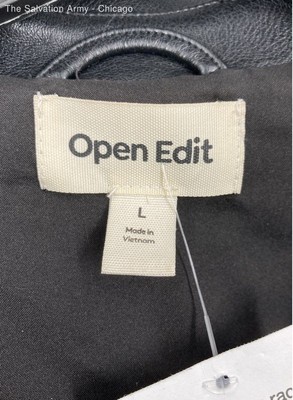 The Salvation Army - Chicago
Open Edit
L
Made in
Vietnam